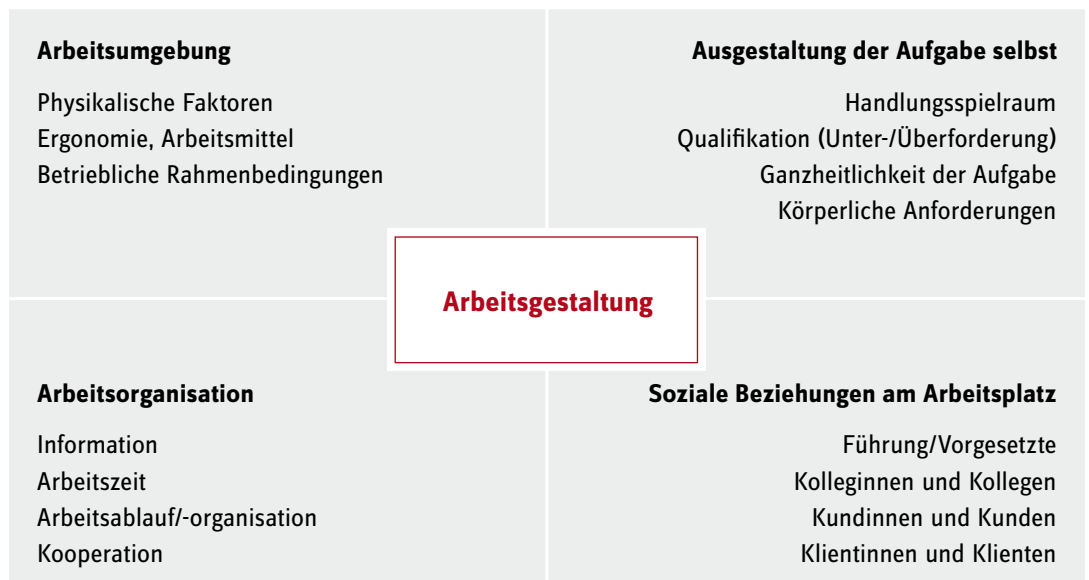 Arbeitsumgebung
Physikalische Faktoren
Ergonomie, Arbeitsmittel
Betriebliche Rahmenbedingungen
Ausgestaltung der Aufgabe selbst
Handlungsspielraum
Qualifikation (Unter-/Überforderung)
Ganzheitlichkeit der Aufgabe
Körperliche Anforderungen
Arbeitsgestaltung
Arbeitsorganisation
Information
Arbeitszeit
Arbeitsablauf/-organisation
Kooperation
Soziale Beziehungen am Arbeitsplatz
Führung/Vorgesetzte
Kolleginnen und Kollegen
Kundinnen und Kunden
Klientinnen und Klienten